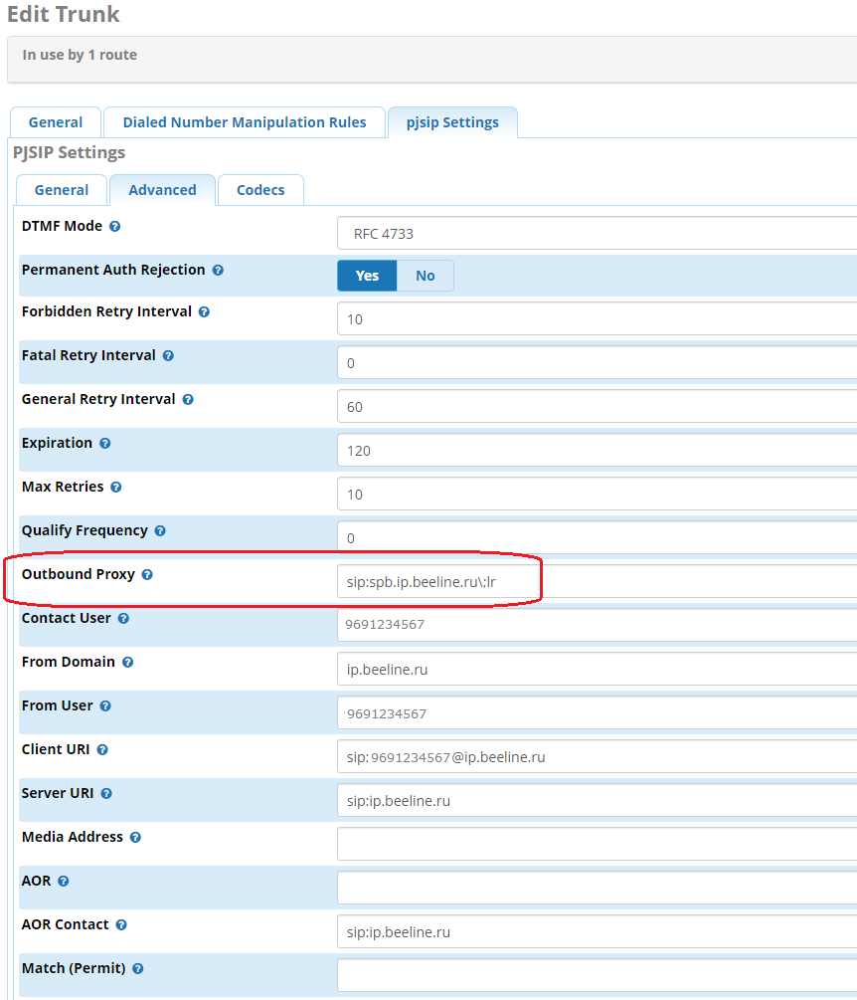 Edit Trunk
In use by 1 route
General Dialed Number Manipulation Rules pjsip Settings
PJSIP Settings
General Advanced Codecs
DTMF Mode RFC 4733
Permanent Auth Rejection Yes No
Forbidden Retry Interval 10
Fatal Retry Interval 0
General Retry Interval 60
Expiration 120
Max Retries 10
Qualify Frequency 0
Outbound Proxy sip:spb.ip.beeline.ru\;lr
Contact User 9691234567
From Domain ip.beeline.ru
From User 9691234567
Client URI sip:9691234567@ip.beeline.ru
Server URI sip:ip.beeline.ru
Media Address
AOR
AOR Contact sip:ip.beeline.ru
Match (Permit)